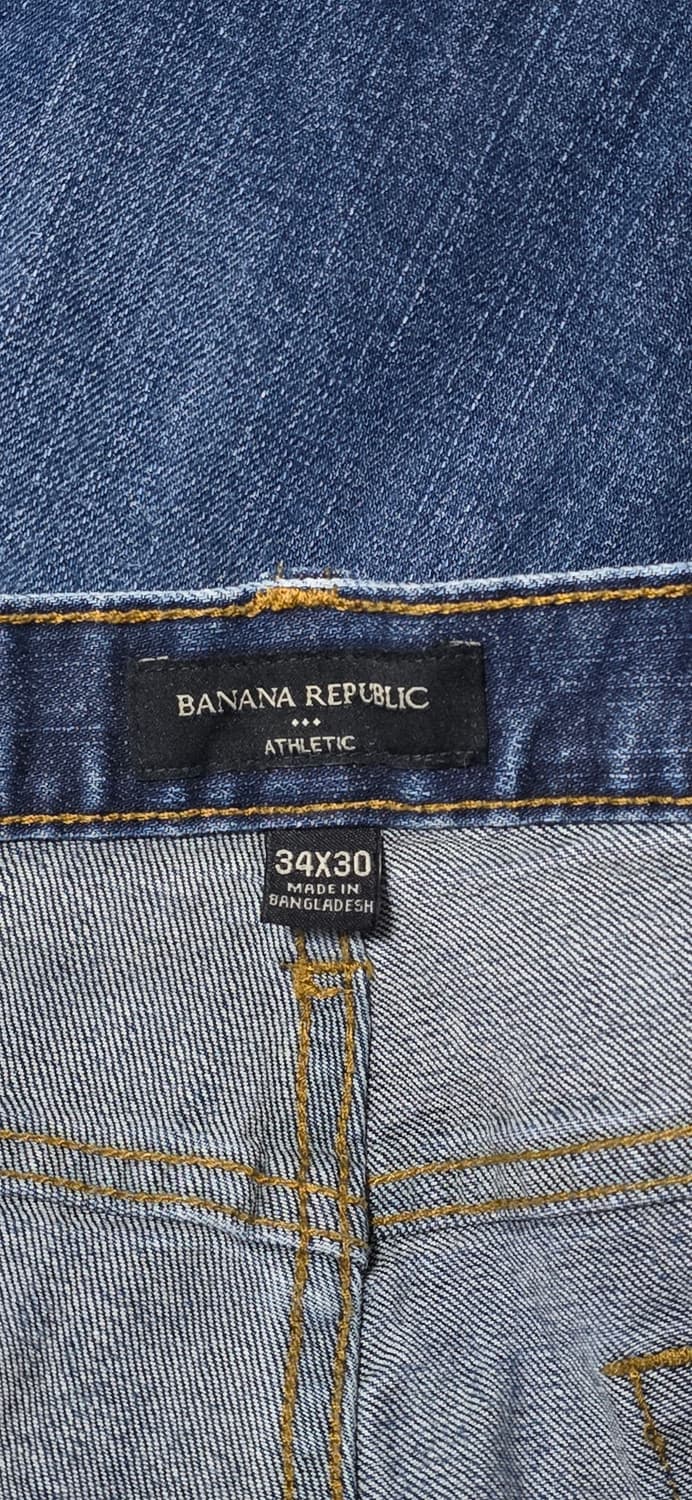 BANANA REPUBLIC
ATHLETIC
34X30
MADE IN
BANGLADESH